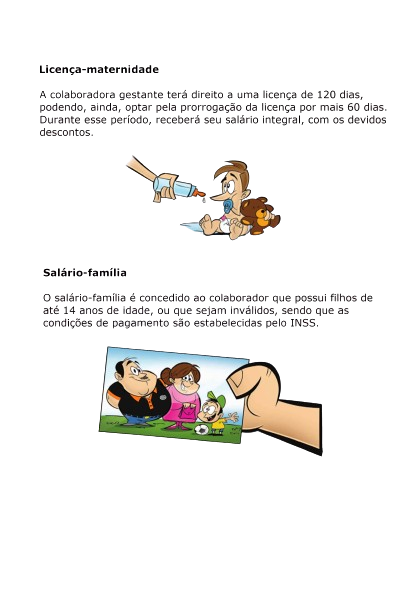 Licença-maternidade
A colaboradora gestante terá direito a uma licença de 120 dias,
podendo, ainda, optar pela prorrogação da licença por mais 60 dias.
Durante esse período, receberá seu salário integral, com os devidos
descontos.
Salário-família
O salário-família é concedido ao colaborador que possui filhos de
até 14 anos de idade, ou que sejam inválidos, sendo que as
condições de pagamento são estabelecidas pelo INSS.